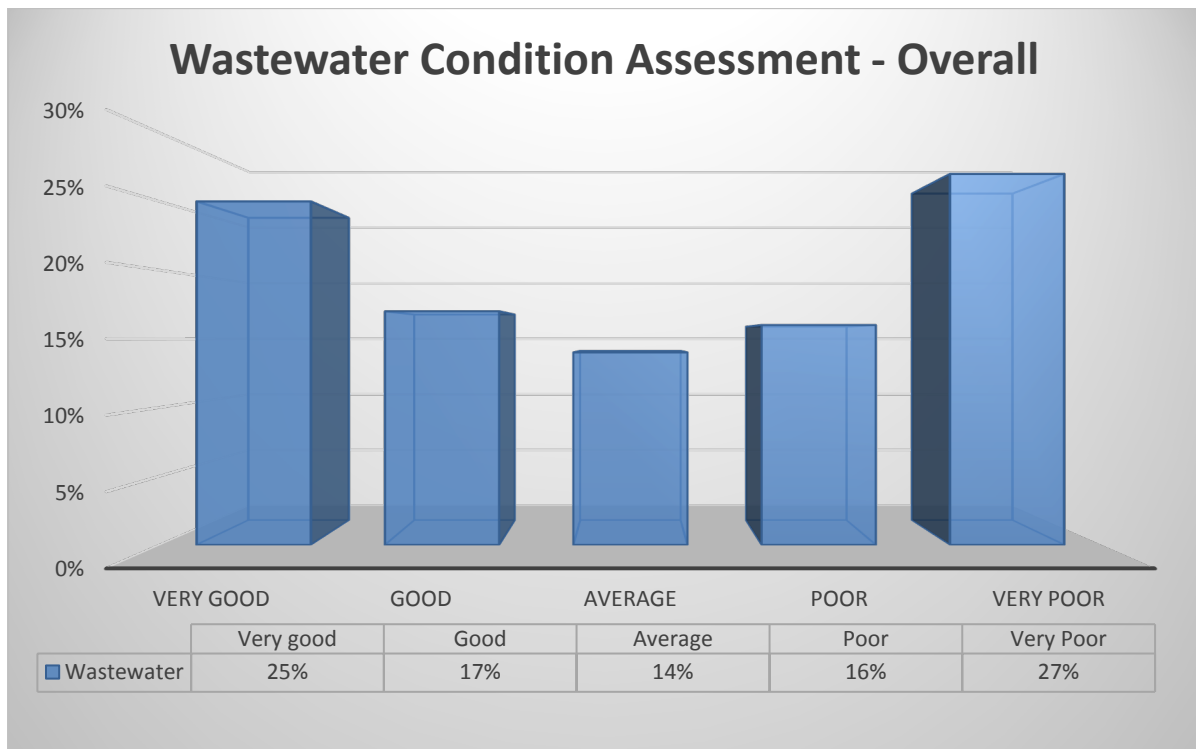 Wastewater Condition Assessment - Overall
30%
25%
20%
15%
10%
5%
0%
VERY GOOD GOOD AVERAGE POOR VERY POOR
Very good Good Average Poor Very Poor
Wastewater 25% 17% 14% 16% 27%